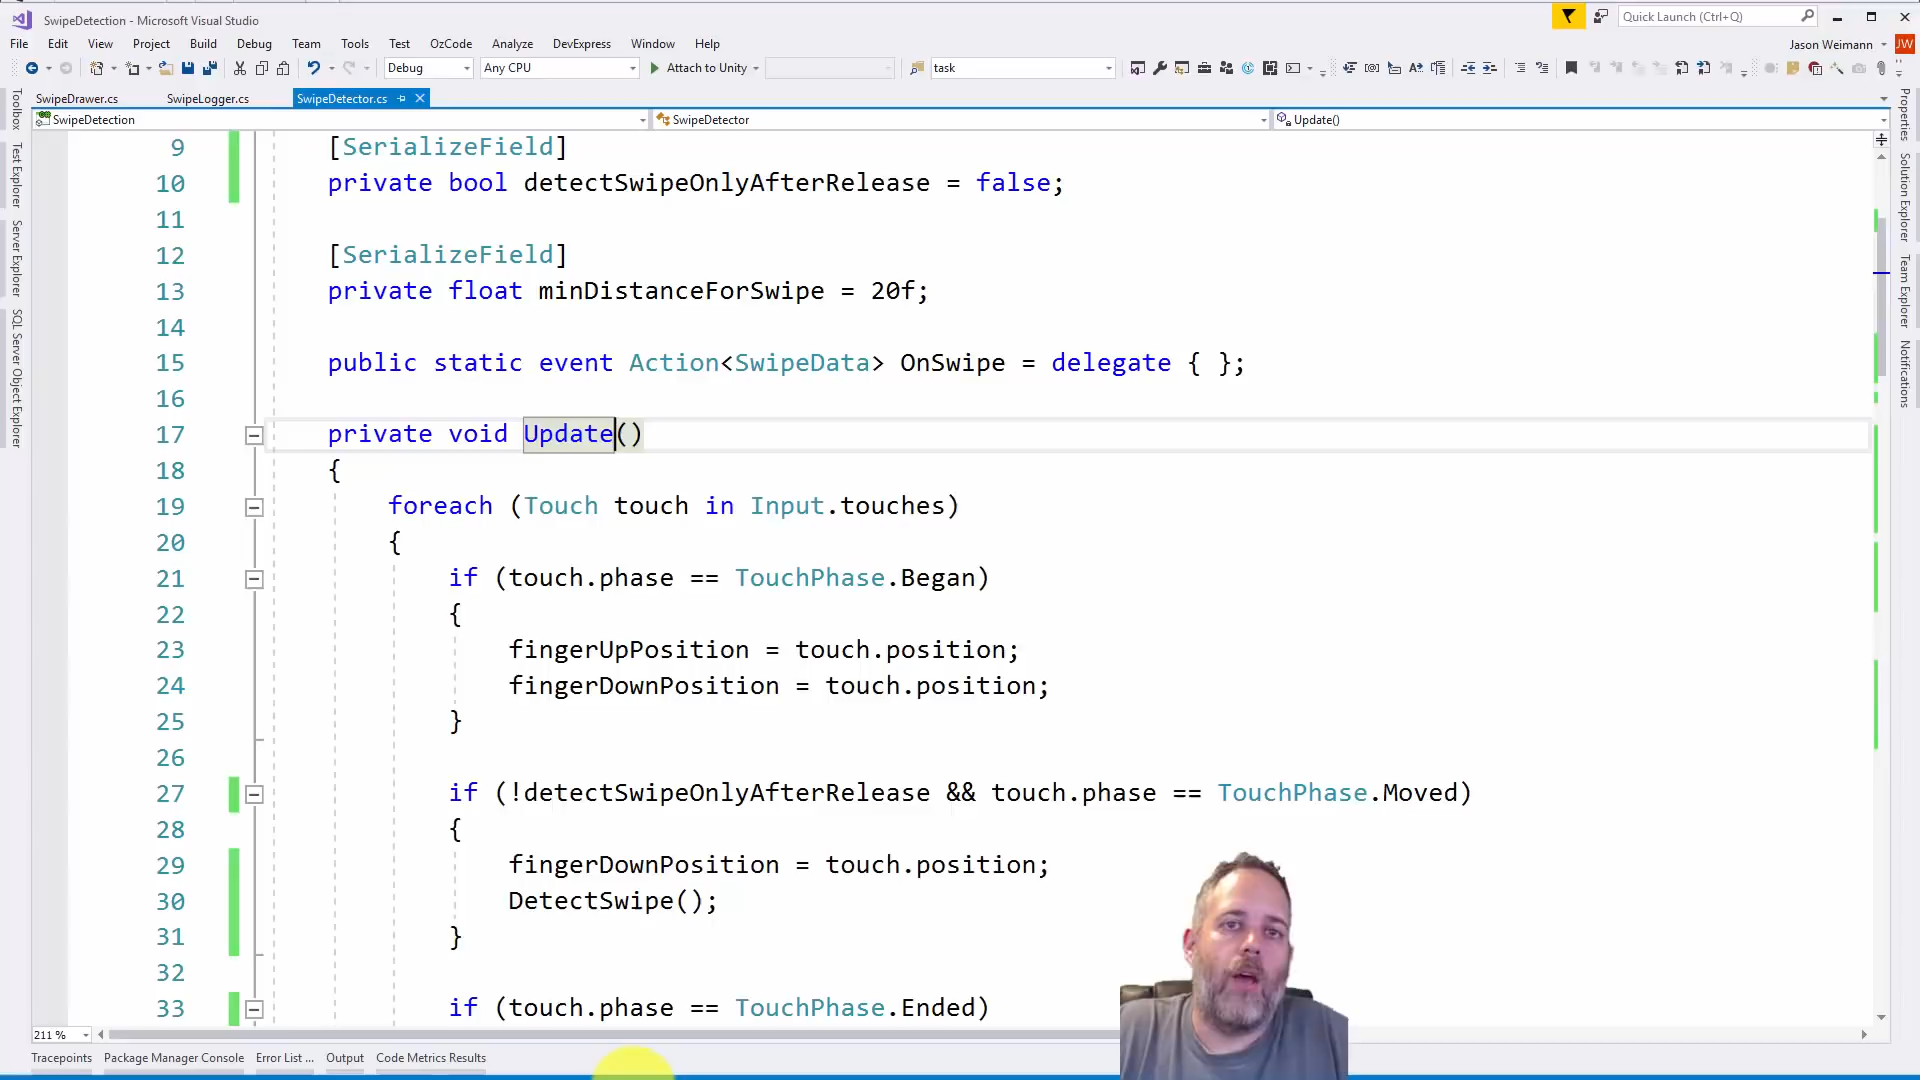 SwipeDetection - Microsoft Visual Studio
Quick Launch (Ctrl+Q)
File Edit View Project Build Debug Team Tools Test OzCode Analyze DevExpress Window Help
Jason Weimann JW
Debug Any CPU Attach to Unity task
SwipeDrawer.cs SwipeLogger.cs SwipeDetector.cs
SwipeDetection SwipeDetector Update()
Toolbox
Test Explorer
Server Explorer
SQL Server Object Explorer
9 [SerializeField]
10 private bool detectSwipeOnlyAfterRelease = false;
11
12 [SerializeField]
13 private float minDistanceForSwipe = 20f;
14
15 public static event Action<SwipeData> OnSwipe = delegate { };
16
17 private void Update()
18 {
19 foreach (Touch touch in Input.touches)
20 {
21 if (touch.phase == TouchPhase.Began)
22 {
23 fingerUpPosition = touch.position;
24 fingerDownPosition = touch.position;
25 }
26
27 if (!detectSwipeOnlyAfterRelease && touch.phase == TouchPhase.Moved)
28 {
29 fingerDownPosition = touch.position;
30 DetectSwipe();
31 }
32
33 if (touch.phase == TouchPhase.Ended)
Properties
Solution Explorer
Team Explorer
Notifications
211 %
Tracepoints Package Manager Console Error List ... Output Code Metrics Results